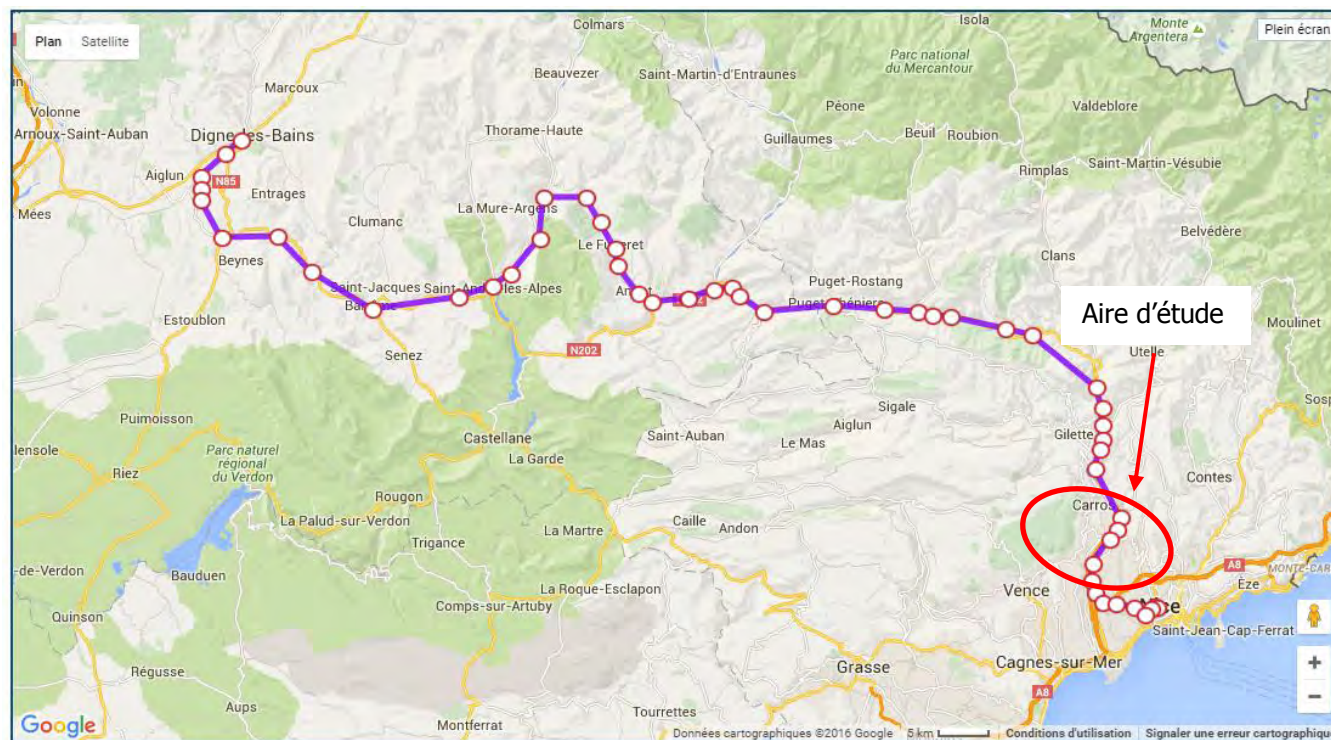 Plan Satellite
Colmars
Isola
Monte
Argentera
Plein écran
Marcoux
Beauvezer
Saint-Martin-d'Entraunes
Parc national
du Mercantour
Volonne
Arnoux-Saint-Auban
Digne-les-Bains
Thorame-Haute
Péone
Valdeblore
Guillaumes
Beuil
Roubion
Aiglun
N85
Entrages
Rimplas
Saint-Martin-Vésubie
Mées
Clumanc
La Mure-Argens
Belvédère
Le Fugeret
Beynes
Clans
Saint-Jacques
Saint-André-les-Alpes
Puget-Rostang
Barrême
Annot
Puget-Théniers
Aire d'étude
Estoublon
Senez
N202
Utelle
Moulinet
Puimoisson
Sigale
Aiglun
Gilette
Sosp
Saint-Auban
Le Mas
Castellane
La Garde
Parc naturel
régional
du Verdon
Riez
Contes
Rougon
Carros
La Palud-sur-Verdon
Caille
Andon
La Martre
Trigance
-de-Verdon
Bauduen
A8
Èze
MONTE-CAR
La Roque-Esclapon
Vence
Quinson
Comps-sur-Artuby
Nice
Saint-Jean-Cap-Ferrat
Régusse
Grasse
Cagnes-sur-Mer
+
A8
−
Aups
Tourrettes
Montferrat
Google
Données cartographiques ©2016 Google 5 km Conditions d'utilisation Signaler une erreur cartographique